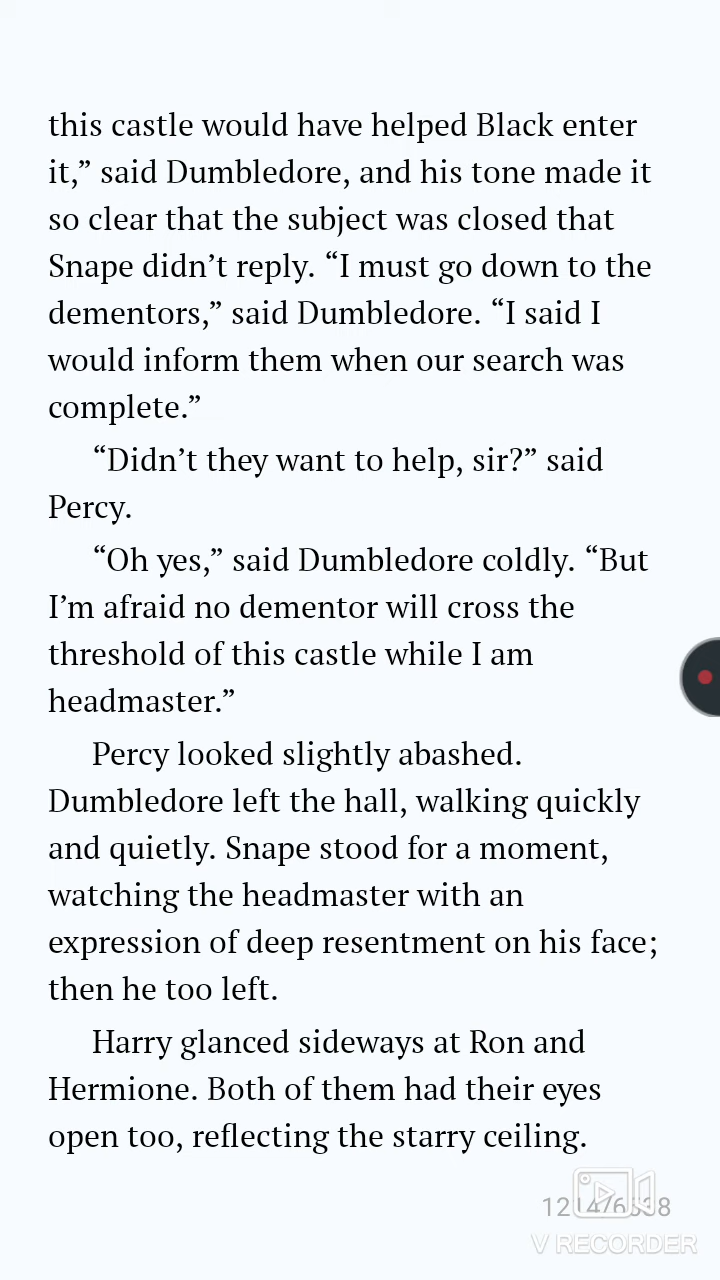 this castle would have helped Black enter
it,” said Dumbledore, and his tone made it
so clear that the subject was closed that
Snape didn’t reply. “I must go down to the
dementors,” said Dumbledore. “I said I
would inform them when our search was
complete.”
“Didn’t they want to help, sir?” said
Percy.
“Oh yes,” said Dumbledore coldly. “But
I’m afraid no dementor will cross the
threshold of this castle while I am
headmaster.”
Percy looked slightly abashed.
Dumbledore left the hall, walking quickly
and quietly. Snape stood for a moment,
watching the headmaster with an
expression of deep resentment on his face;
then he too left.
Harry glanced sideways at Ron and
Hermione. Both of them had their eyes
open too, reflecting the starry ceiling.
V RECORDER